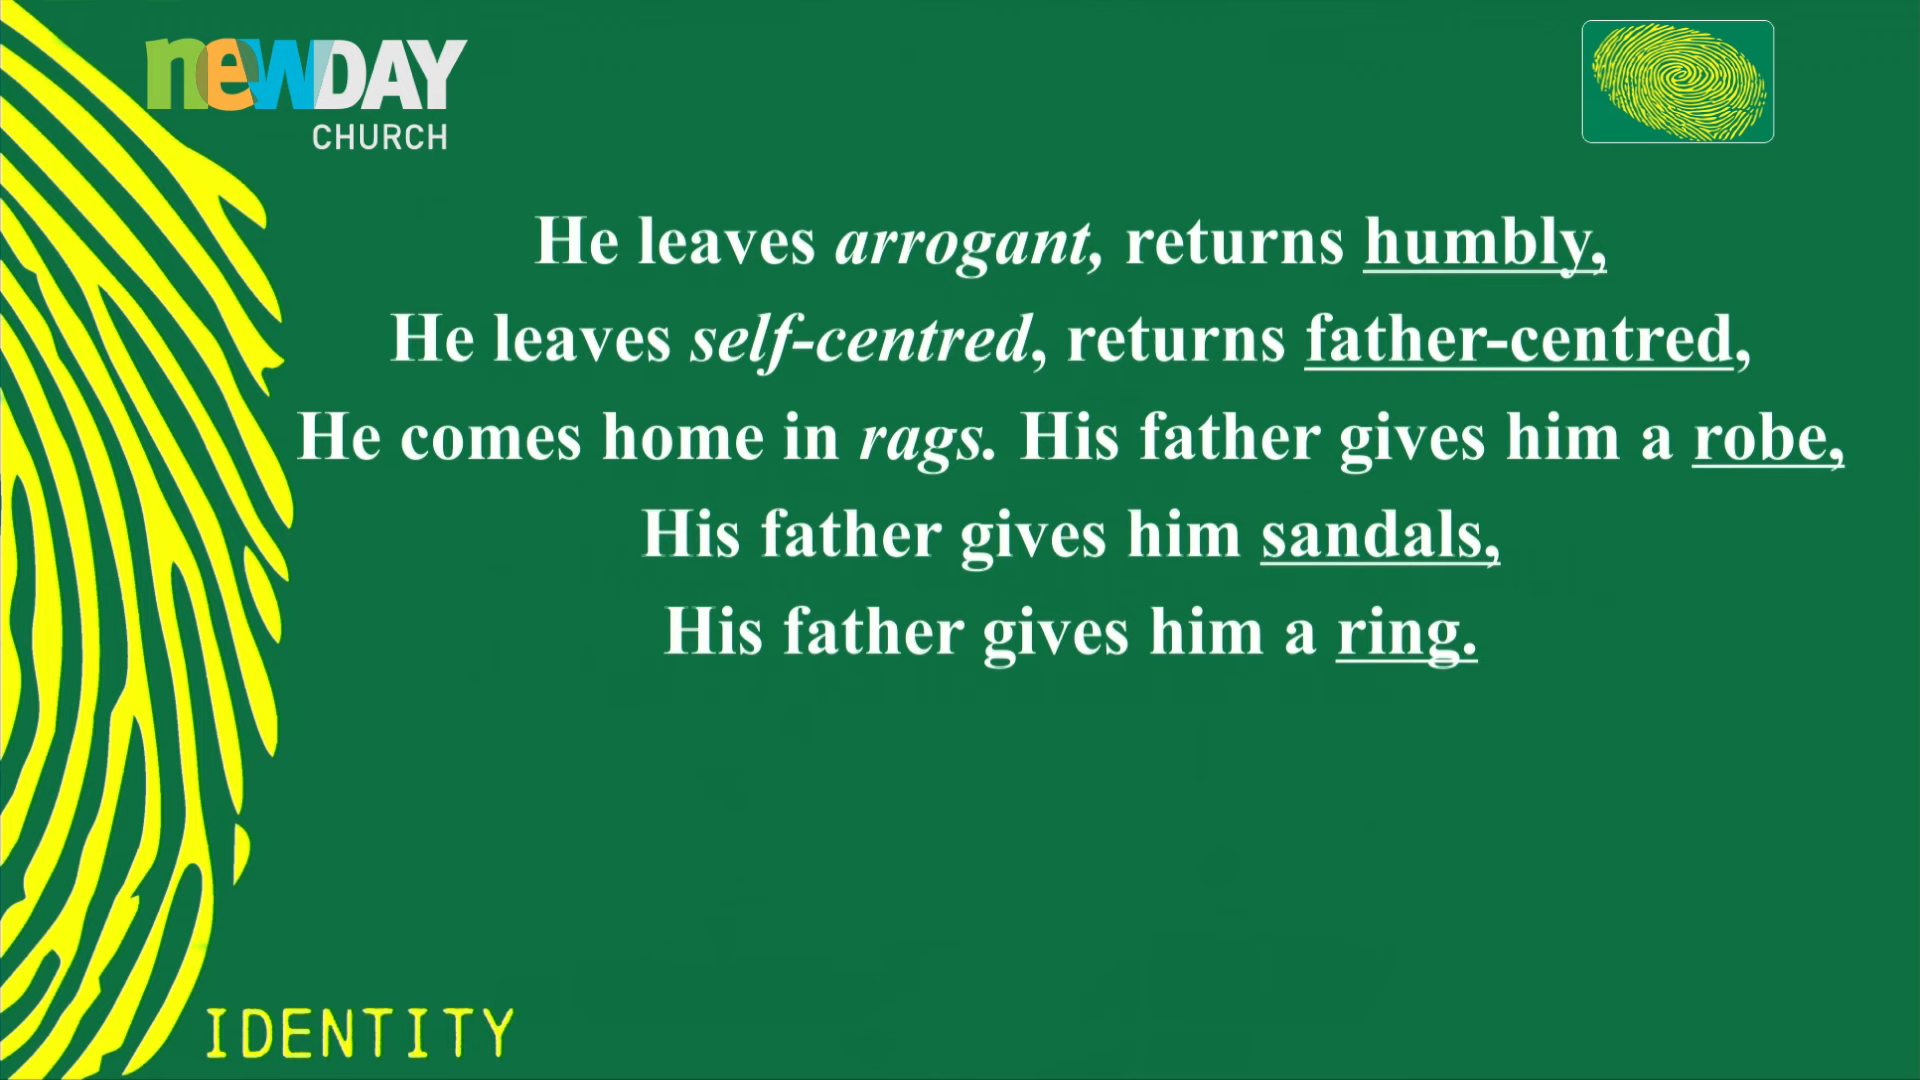 newDAY
CHURCH
He leaves arrogant, returns humbly,
He leaves self-centred, returns father-centred,
He comes home in rags. His father gives him a robe,
His father gives him sandals,
His father gives him a ring.
IDENTITY